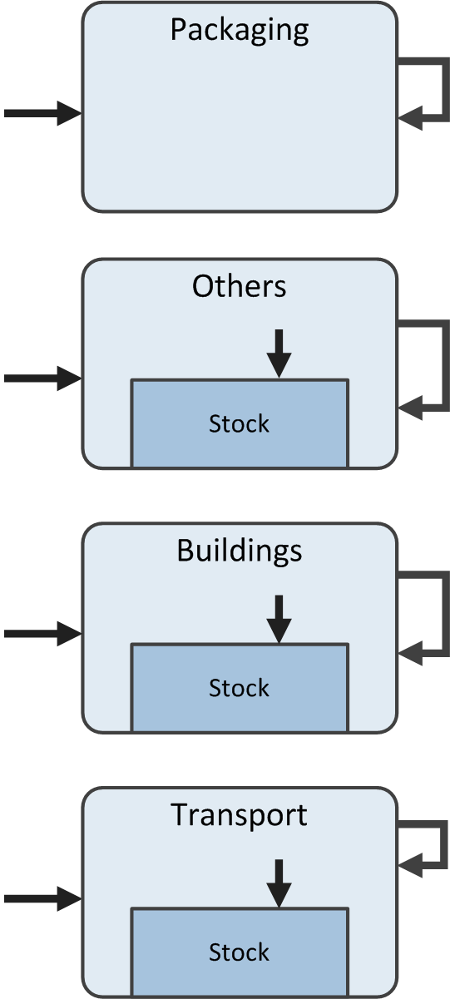 Packaging
Others
Stock
Buildings
Stock
Transport
Stock